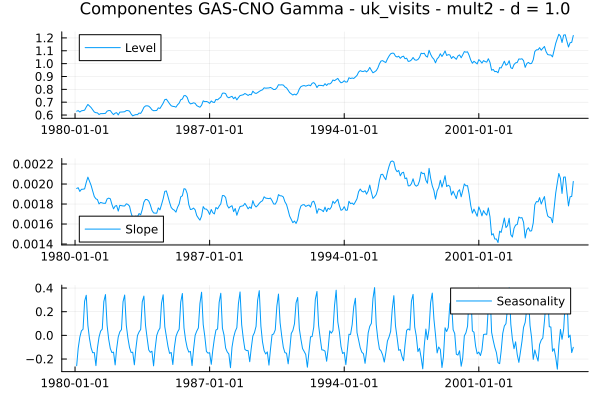 Componentes GAS-CNO Gamma - uk_visits - mult2 - d = 1.0
1.2
1.1
1.0
0.9
0.8
0.7
0.6
Level
1980-01-01 1987-01-01 1994-01-01 2001-01-01
0.0022
0.0020
0.0018
0.0016
0.0014
Slope
1980-01-01 1987-01-01 1994-01-01 2001-01-01
0.4
0.2
0.0
−0.2
Seasonality
1980-01-01 1987-01-01 1994-01-01 2001-01-01